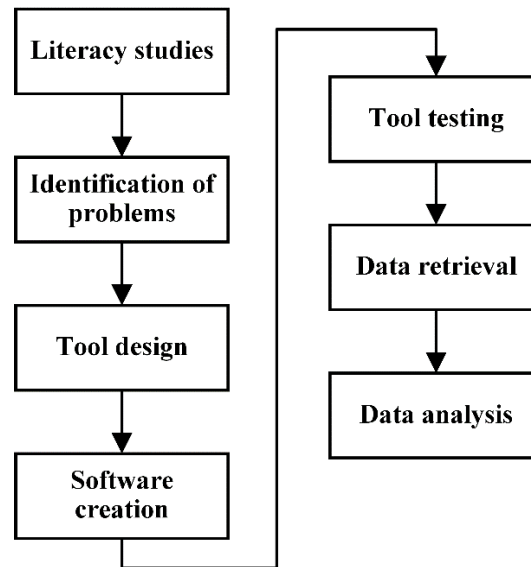 Literacy studies
Identification of
problems
Tool design
Software
creation
Tool testing
Data retrieval
Data analysis